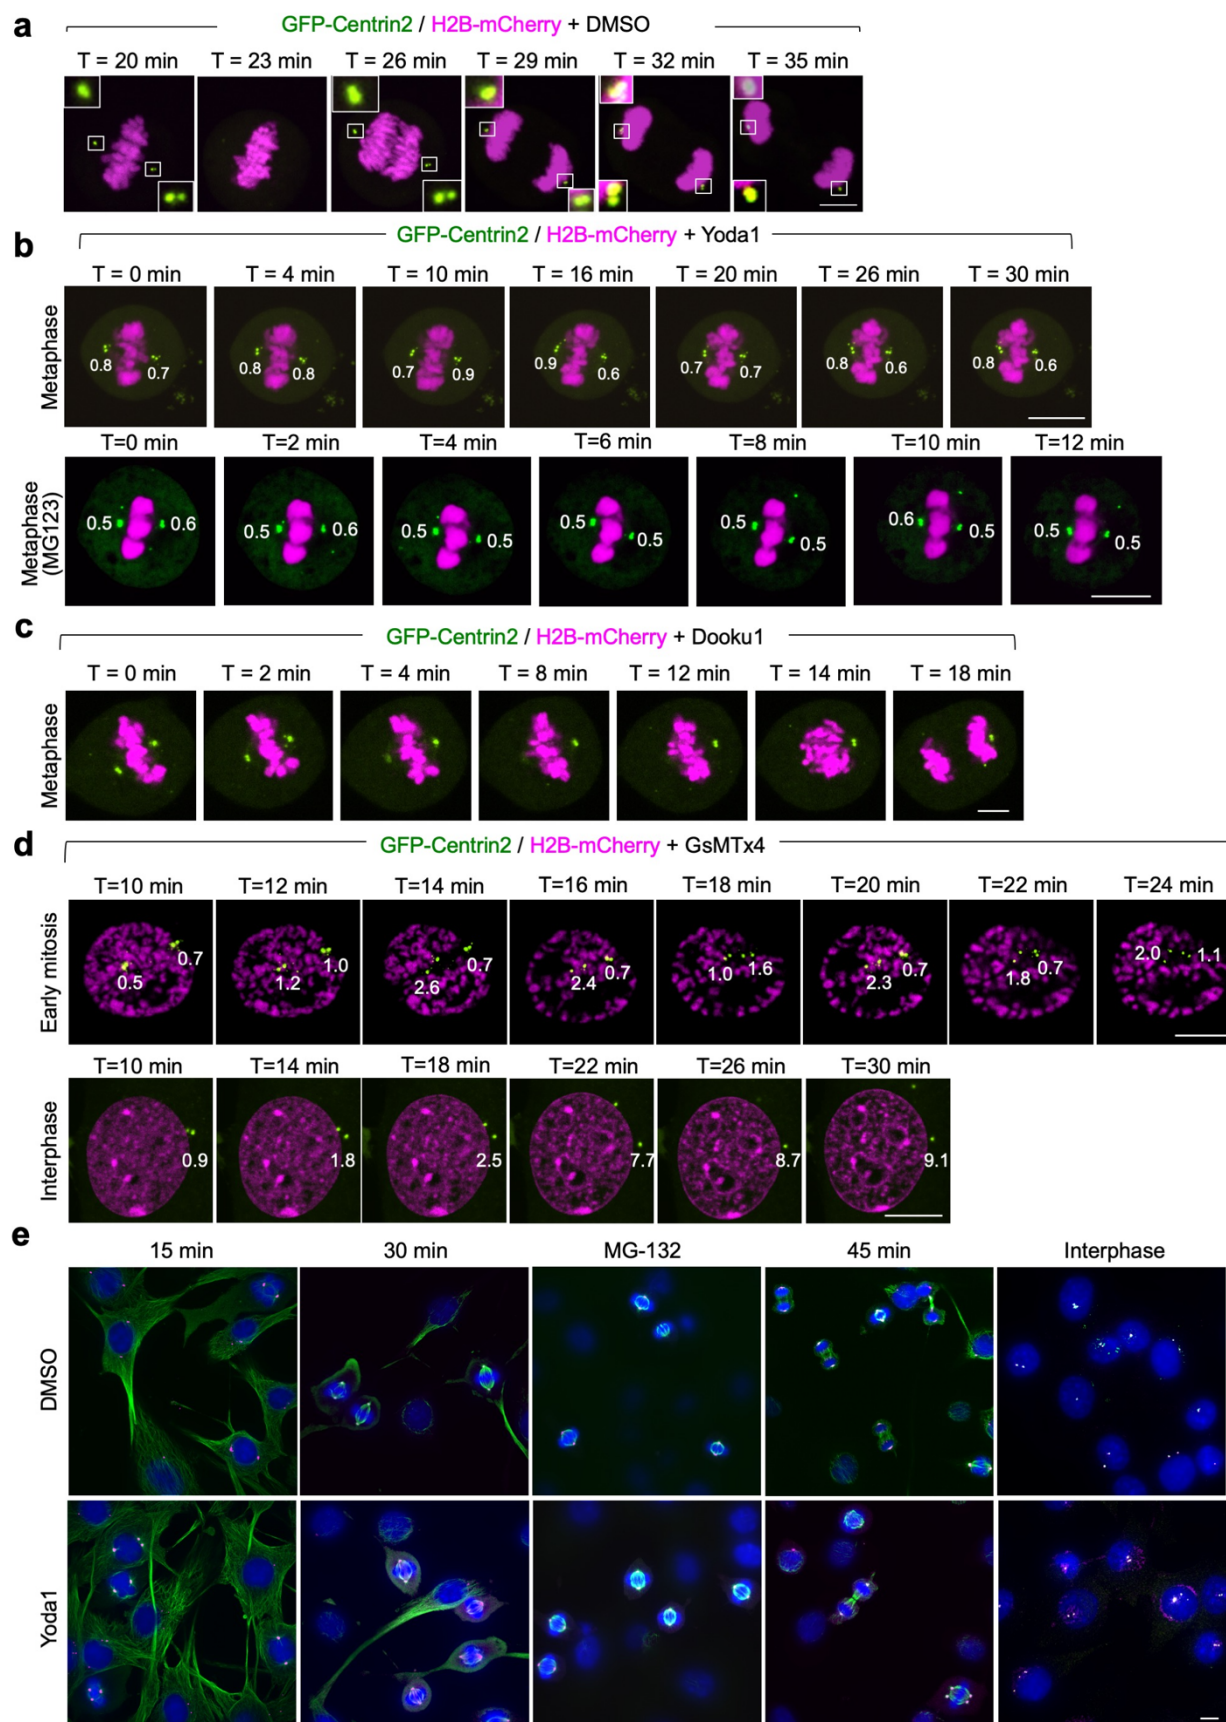 a
GFP-Centrin2 / H2B-mCherry + DMSO
T = 20 min T = 23 min T = 26 min T = 29 min T = 32 min T = 35 min
b
GFP-Centrin2 / H2B-mCherry + Yoda1
T = 0 min T = 4 min T = 10 min T = 16 min T = 20 min T = 26 min T = 30 min
Metaphase
0.8 0.7 0.8 0.8 0.7 0.9 0.9 0.6 0.7 0.7 0.8 0.6 0.8 0.6
T=0 min T=2 min T=4 min T=6 min T=8 min T=10 min T=12 min
Metaphase
(MG123)
0.5 0.6 0.5 0.6 0.5 0.5 0.5 0.5 0.5 0.5 0.6 0.5 0.5 0.5
c
GFP-Centrin2 / H2B-mCherry + Dooku1
T = 0 min T = 2 min T = 4 min T = 8 min T = 12 min T = 14 min T = 18 min
Metaphase
d
GFP-Centrin2 / H2B-mCherry + GsMTx4
T=10 min T=12 min T=14 min T=16 min T=18 min T=20 min T=22 min T=24 min
Early mitosis
0.5 0.7 1.2 1.0 2.6 0.7 2.4 0.7 1.0 1.6 2.3 0.7 1.8 0.7 2.0 1.1
T=10 min T=14 min T=18 min T=22 min T=26 min T=30 min
Interphase
0.9 1.8 2.5 7.7 8.7 9.1
e
15 min 30 min MG-132 45 min Interphase
DMSO
Yoda1